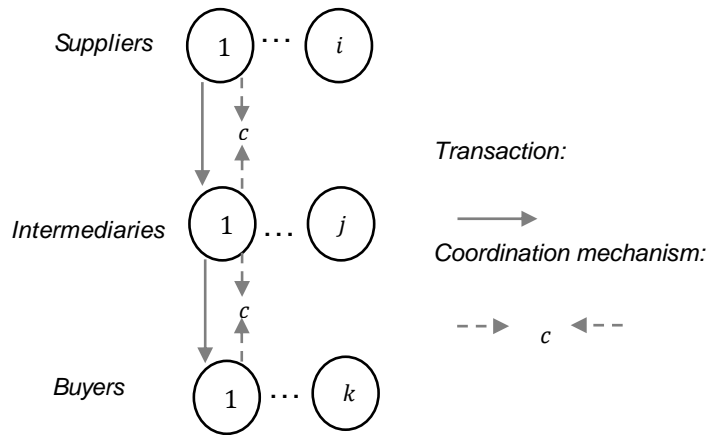 Suppliers 1 ... i
c
Transaction:
Intermediaries 1 ... j
Coordination mechanism:
c
c
Buyers 1 ... k